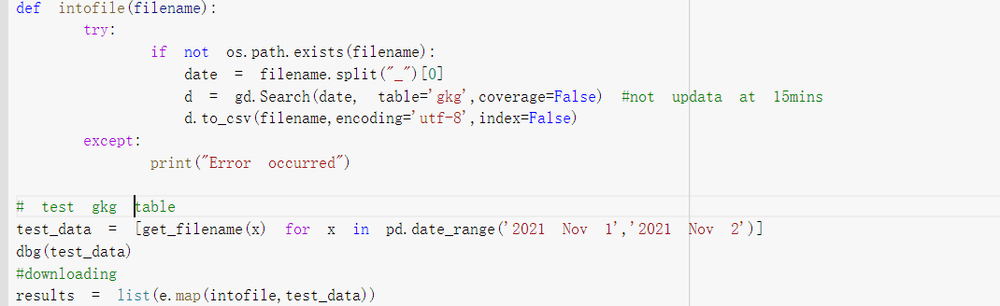 def intofile(filename):
try:
if not os.path.exists(filename):
date = filename.split("_")[0]
d = gd.Search(date, table='gkg',coverage=False) #not updata at 15mins
d.to_csv(filename,encoding='utf-8',index=False)
except:
print("Error occurred")
# test gkg table
test_data = [get_filename(x) for x in pd.date_range('2021 Nov 1','2021 Nov 2')]
dbg(test_data)
#downloading
results = list(e.map(intofile,test_data))